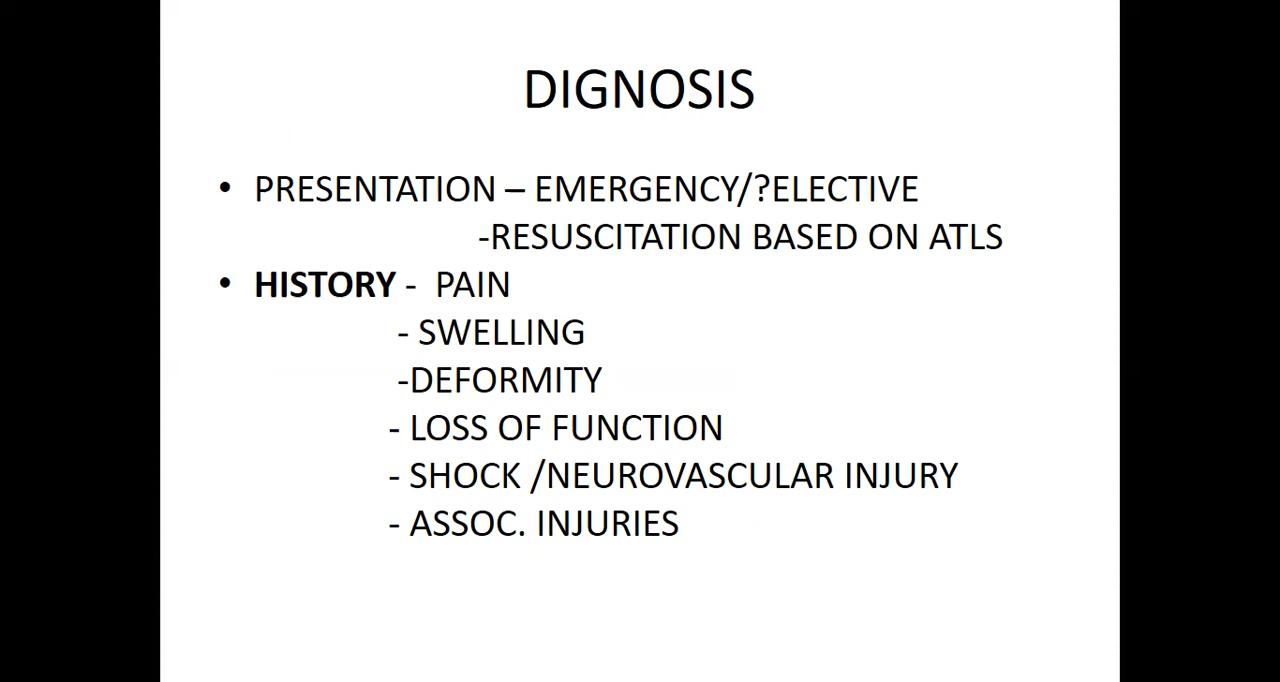 DIGNOSIS
• PRESENTATION – EMERGENCY/?ELECTIVE
-RESUSCITATION BASED ON ATLS
• HISTORY - PAIN
- SWELLING
-DEFORMITY
- LOSS OF FUNCTION
- SHOCK /NEUROVASCULAR INJURY
- ASSOC. INJURIES